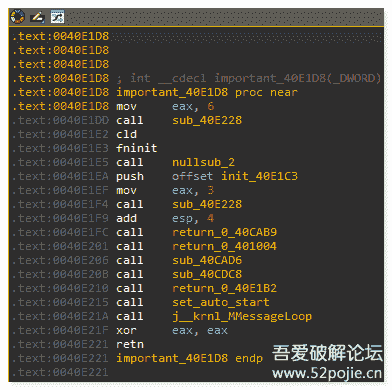 .text:0040E1D8
.text:0040E1D8
.text:0040E1D8
.text:0040E1D8 ; int __cdecl important_40E1D8(_DWORD)
.text:0040E1D8 important_40E1D8 proc near
.text:0040E1D8 mov eax, 6
.text:0040E1DD call sub_40E228
.text:0040E1E2 cld
.text:0040E1E3 fninit
.text:0040E1E5 call nullsub_2
.text:0040E1EA push offset init_40E1C3
.text:0040E1EF mov eax, 3
.text:0040E1F4 call sub_40E228
.text:0040E1F9 add esp, 4
.text:0040E1FC call return_0_40CAB9
.text:0040E201 call return_0_401004
.text:0040E206 call sub_40CAD6
.text:0040E20B call sub_40CDC8
.text:0040E210 call return_0_40E1B2
.text:0040E215 call set_auto_start
.text:0040E21A call j__krnl_MMessageLoop
.text:0040E21F xor eax, eax
.text:0040E221 retn
.text:0040E221 important_40E1D8 endp
.text:0040E221
吾爱破解论坛
www.52pojie.cn